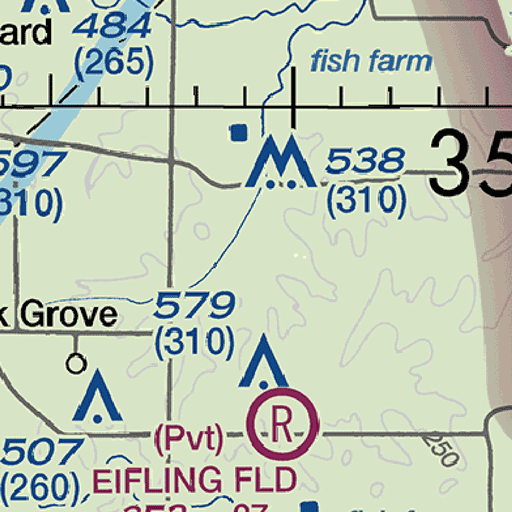 ard 484
(265)
fish farm
597
310)
538
(310)
35
579
(310)
k Grove
R
(Pvt)
250
507
(260)
EIFLING FLD